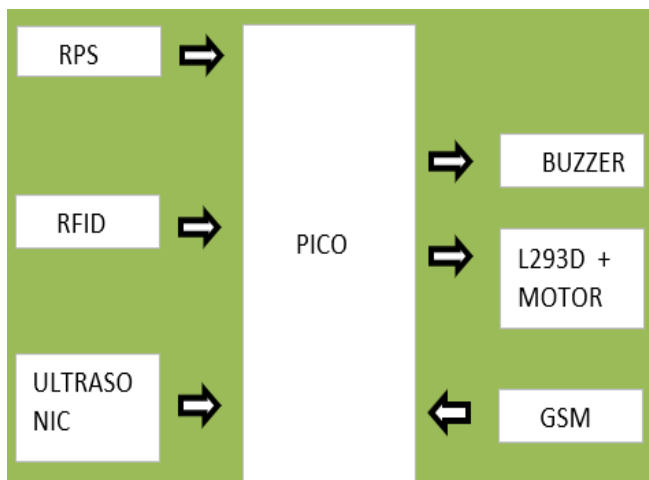 RPS
RFID
ULTRASO
NIC
PICO
BUZZER
L293D +
MOTOR
GSM